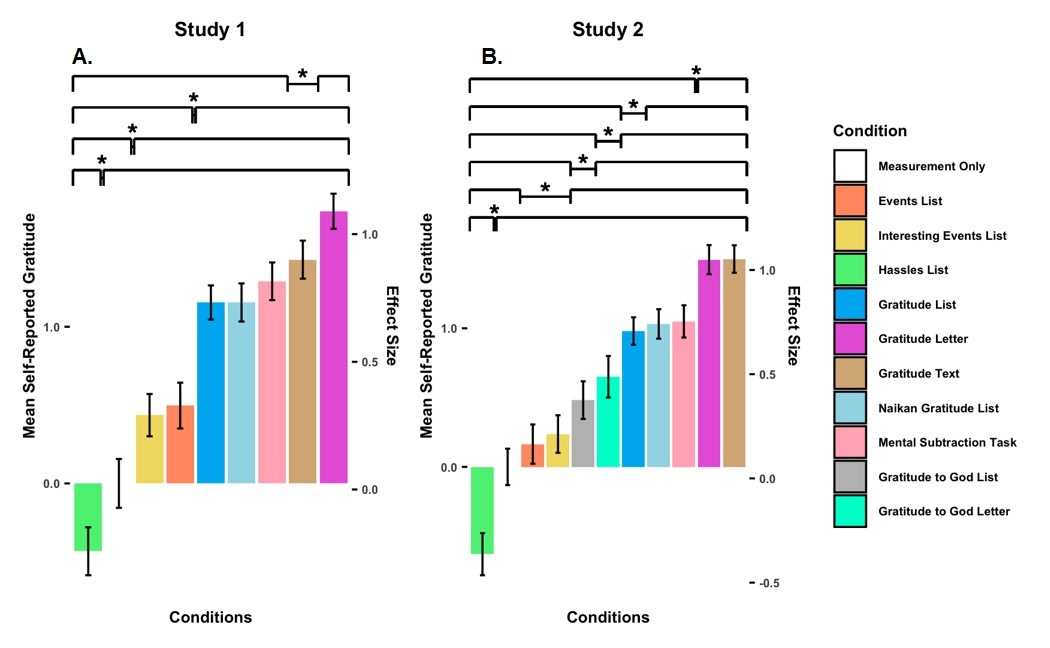 Study 1
Study 2
A.
B.
*
*
*
*
*
*
*
*
*
*
Mean Self-Reported Gratitude
1.0
0.0
1.0
0.5
0.0
Effect Size
Conditions
Mean Self-Reported Gratitude
1.0
0.0
1.0
0.5
0.0
-0.5
Effect Size
Conditions
Condition
Measurement Only
Events List
Interesting Events List
Hassles List
Gratitude List
Gratitude Letter
Gratitude Text
Naikan Gratitude List
Mental Subtraction Task
Gratitude to God List
Gratitude to God Letter